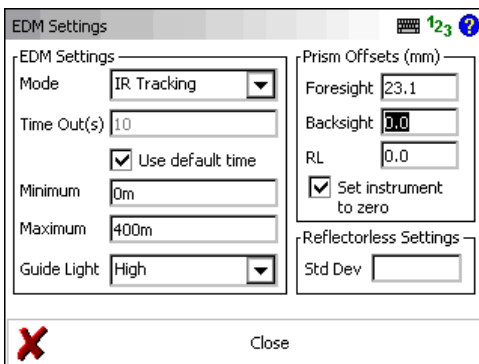 EDM Settings
123
?
EDM Settings
Mode IR Tracking
Time Out(s) 10
Use default time
Minimum 0m
Maximum 400m
Guide Light High
Prism Offsets (mm)
Foresight 23.1
Backsight 0.0
RL 0.0
Set instrument
to zero
Reflectorless Settings
Std Dev
Close